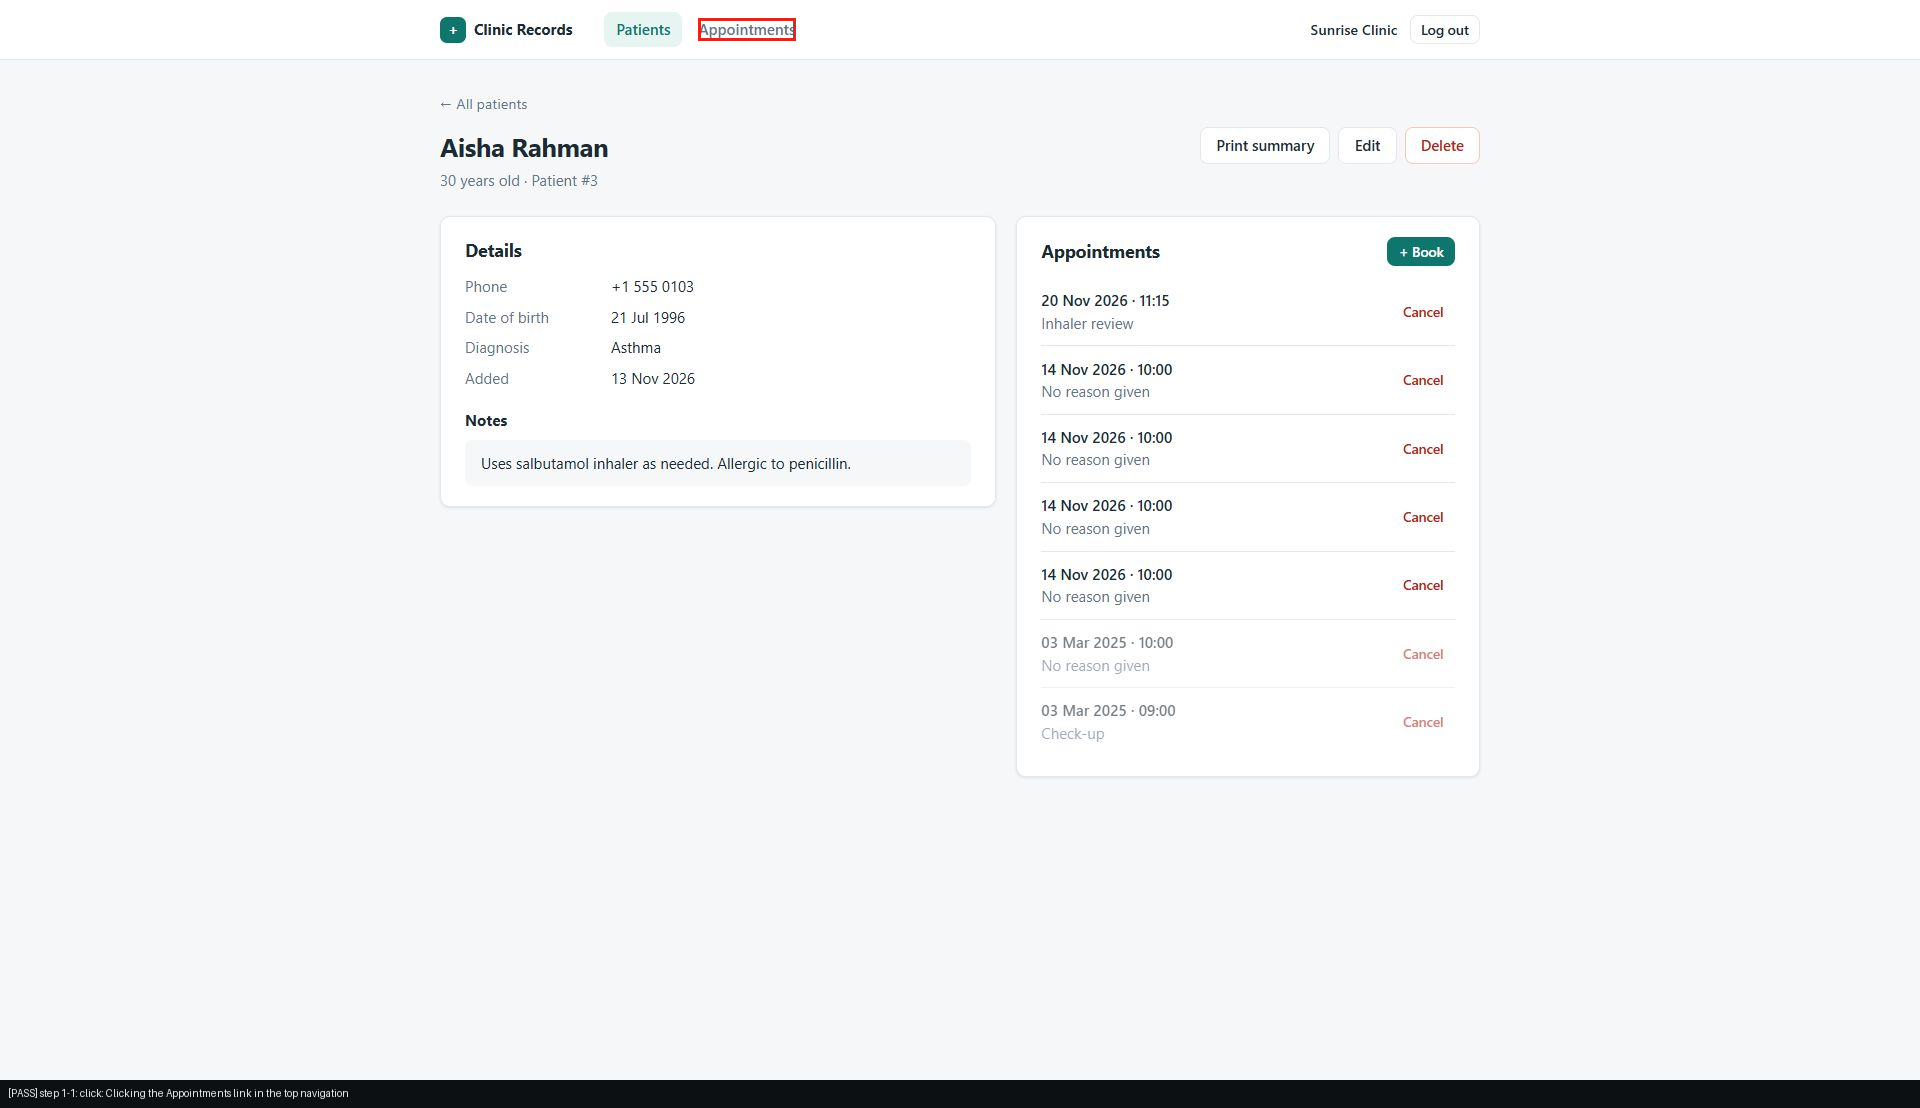 + Clinic Records Patients Appointments Sunrise Clinic Log out
← All patients
Aisha Rahman
Print summary Edit Delete
30 years old · Patient #3
Details
Phone +1 555 0103
Date of birth 21 Jul 1996
Diagnosis Asthma
Added 13 Nov 2026
Notes
Uses salbutamol inhaler as needed. Allergic to penicillin.
Appointments + Book
20 Nov 2026 · 11:15
Inhaler review
Cancel
14 Nov 2026 · 10:00
No reason given
Cancel
14 Nov 2026 · 10:00
No reason given
Cancel
14 Nov 2026 · 10:00
No reason given
Cancel
14 Nov 2026 · 10:00
No reason given
Cancel
03 Mar 2025 · 10:00
No reason given
Cancel
03 Mar 2025 · 09:00
Check-up
Cancel
[PASS] step 1-1: click: Clicking the Appointments link in the top navigation